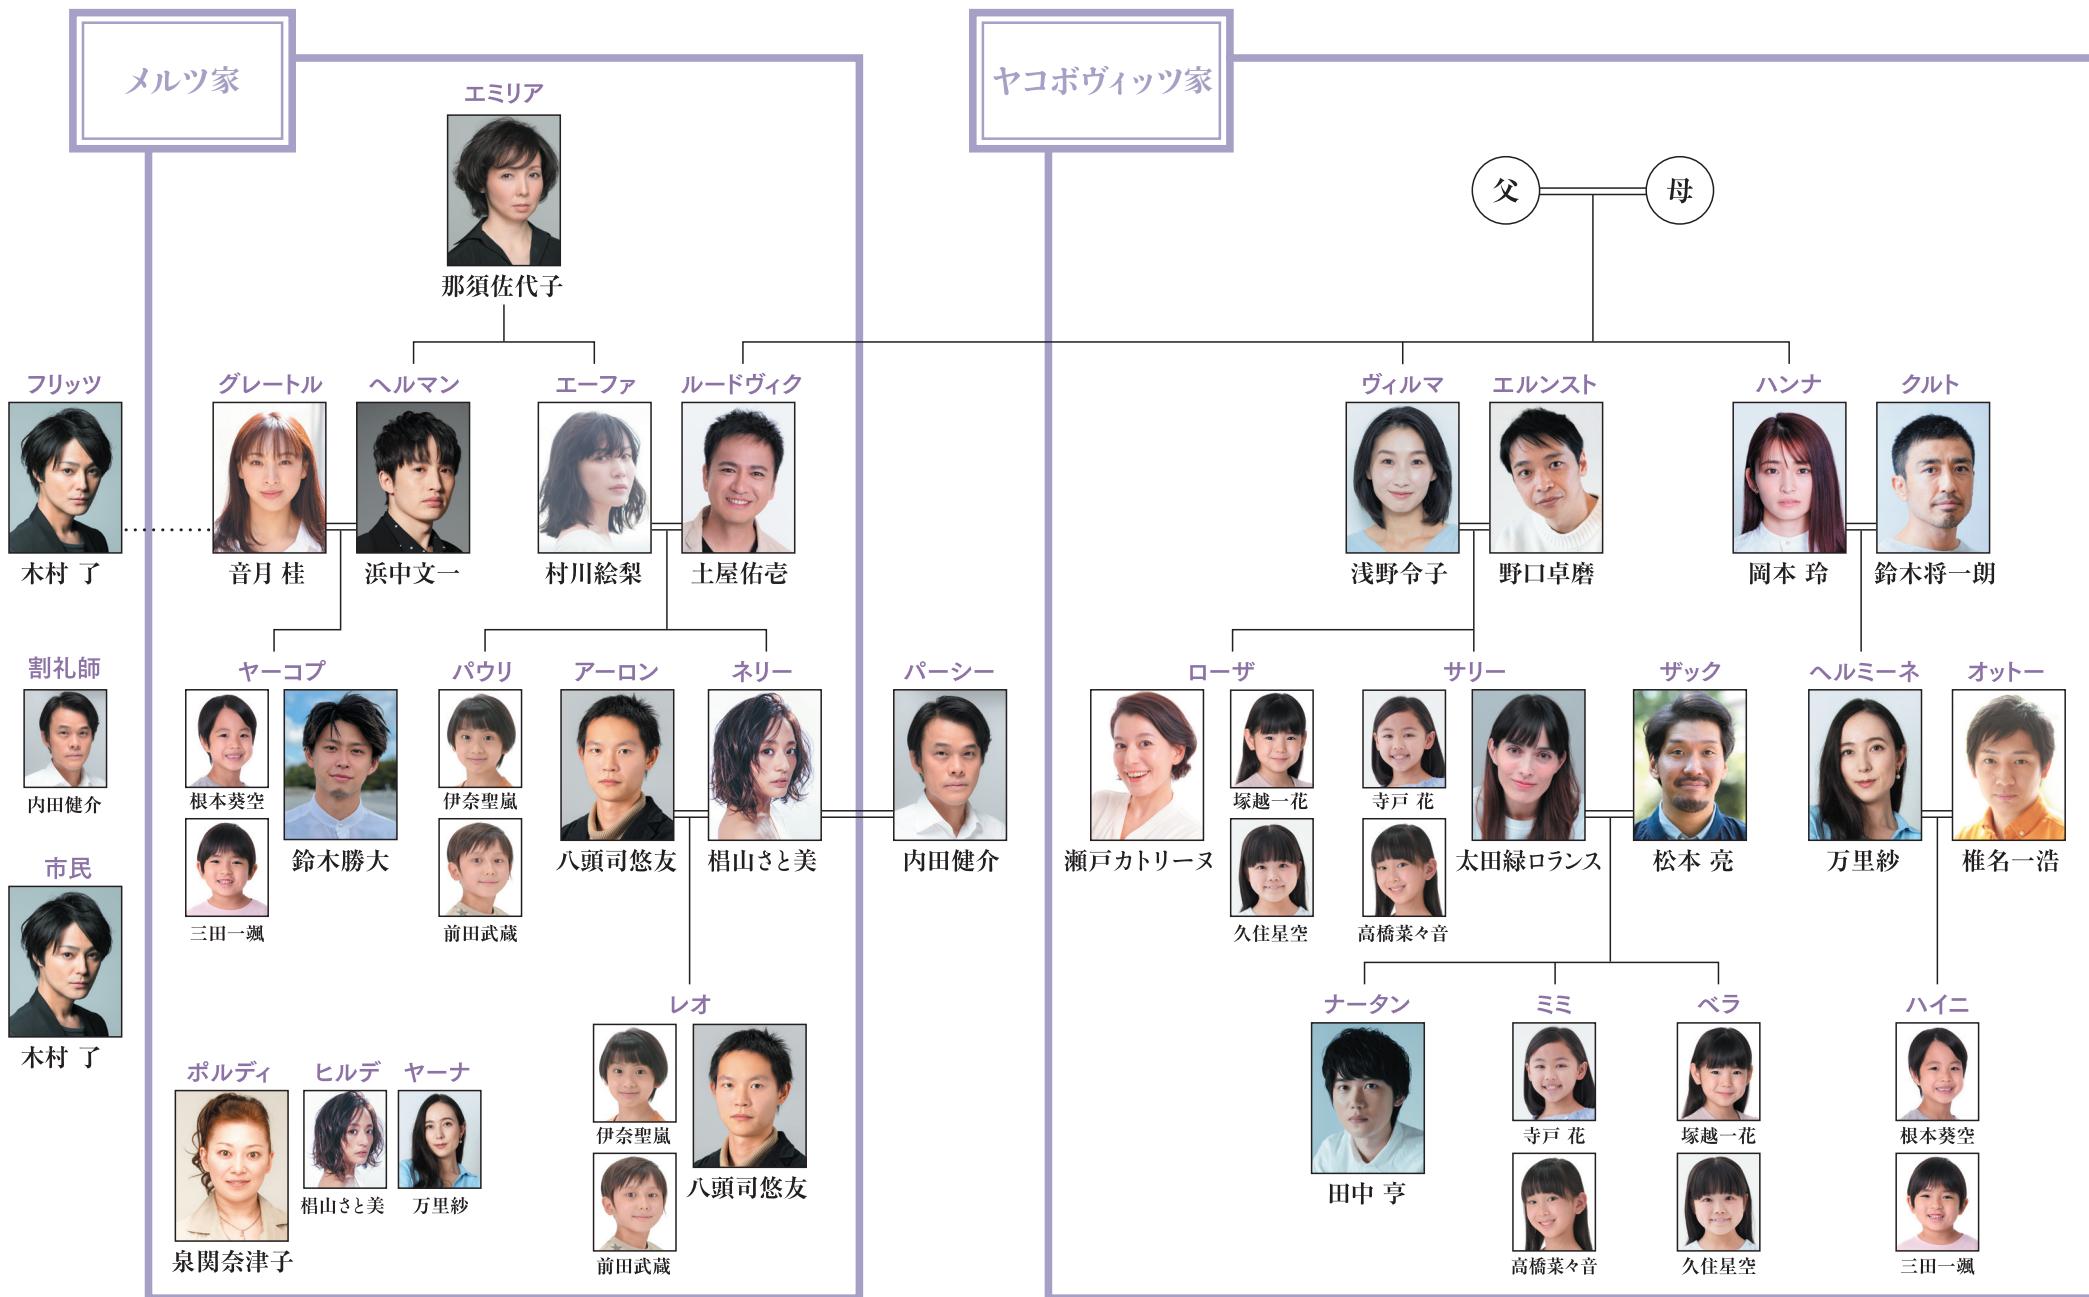 メルツ家
ヤコボヴィッツ家
エミリア
那須佐代子
父
母
フリッツ
木村 了
グレートル
音月 桂
ヘルマン
浜中文一
エーファ
村川絵梨
ルードヴィク
土屋佑壱
ヴィルマ
浅野令子
エルンスト
野口卓磨
ハンナ
岡本 玲
クルト
鈴木将一朗
割礼師
内田健介
ヤーコプ
根本葵空
三田一颯
鈴木勝大
パウリ
伊奈聖嵐
前田武蔵
アーロン
八頭司悠友
ネリー
椙山さと美
パーシー
内田健介
ローザ
瀬戸カトリーヌ
塚越一花
久住星空
サリー
寺戸 花
高橋菜々音
太田緑ロランス
ザック
松本 亮
ヘルミーネ
万里紗
オットー
椎名一浩
市民
木村 了
ポルディ
泉関奈津子
ヒルデ
椙山さと美
ヤーナ
万里紗
レオ
伊奈聖嵐
前田武蔵
八頭司悠友
ナータン
田中 亨
ミミ
寺戸 花
高橋菜々音
ベラ
塚越一花
久住星空
ハイニ
根本葵空
三田一颯